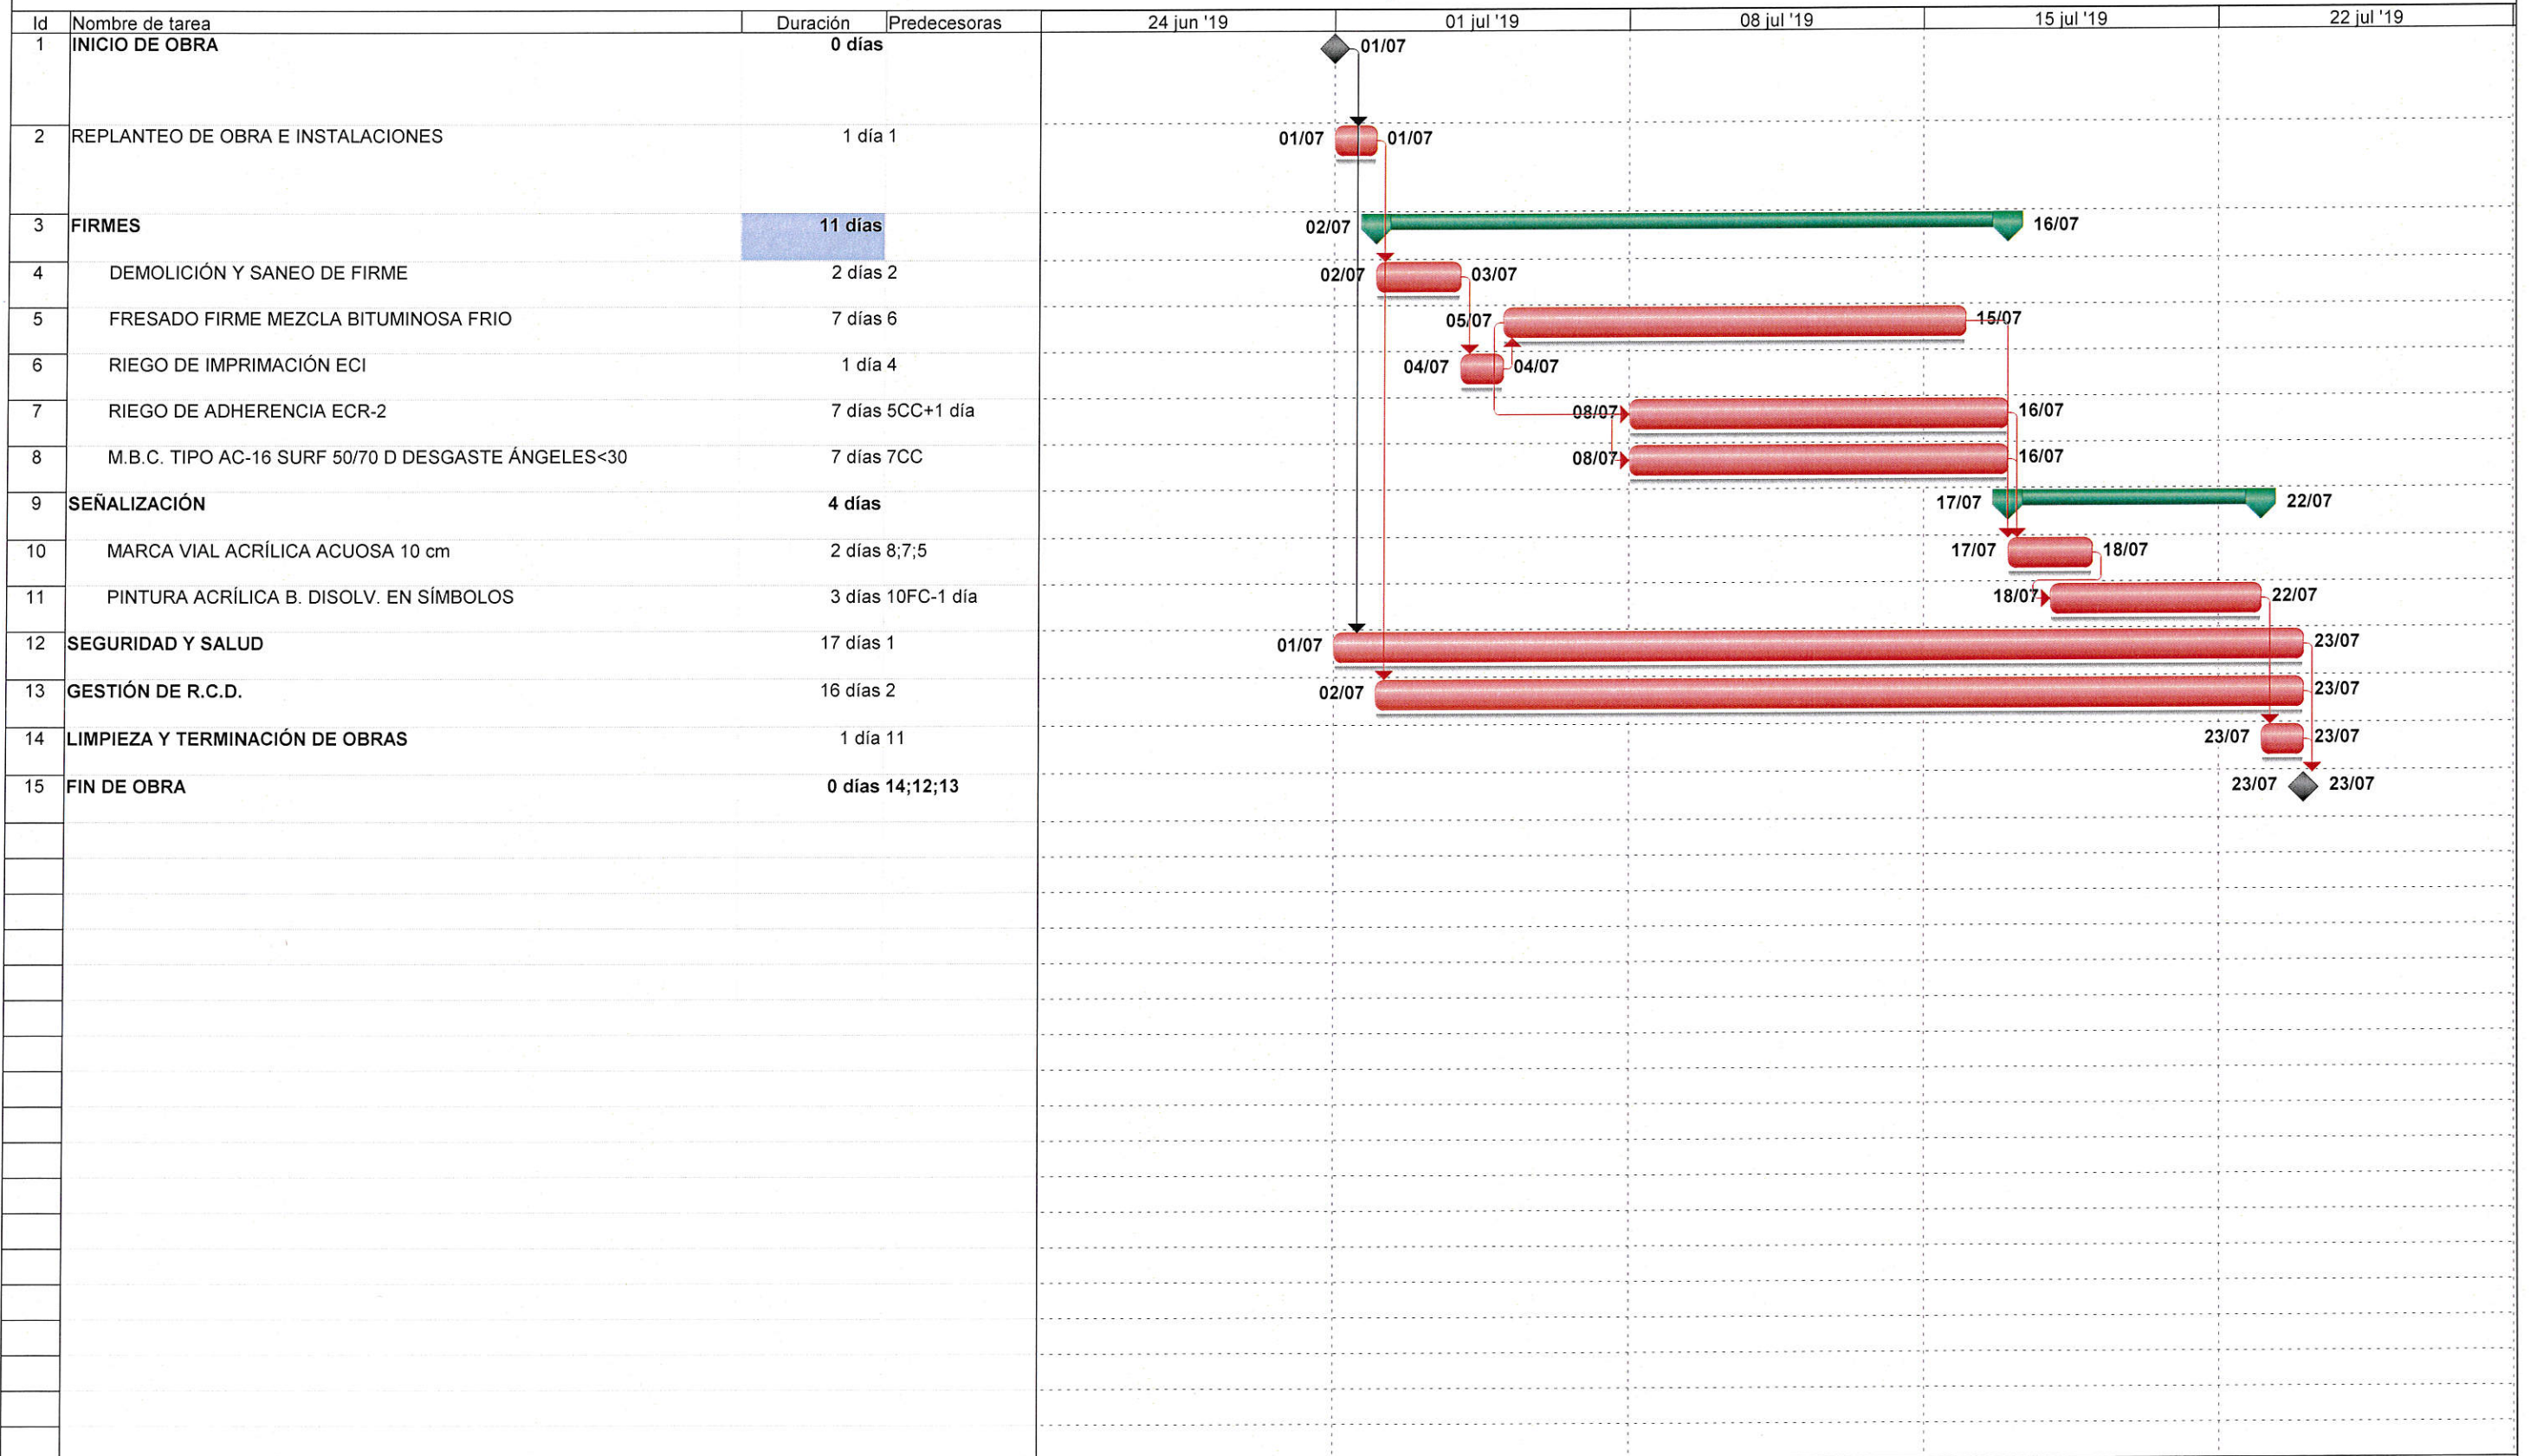 Id Nombre de tarea Duración Predecesoras 24 jun '19 01 jul '19 08 jul '19 15 jul '19 22 jul '19
1 INICIO DE OBRA 0 días 01/07
2 REPLANTEO DE OBRA E INSTALACIONES 1 día 1 01/07 01/07
3 FIRMES 11 días 02/07 16/07
4 DEMOLICIÓN Y SANEO DE FIRME 2 días 2 02/07 03/07
5 FRESADO FIRME MEZCLA BITUMINOSA FRIO 7 días 6 05/07 15/07
6 RIEGO DE IMPRIMACIÓN ECI 1 día 4 04/07 04/07
7 RIEGO DE ADHERENCIA ECR-2 7 días 5CC+1 día 08/07 16/07
8 M.B.C. TIPO AC-16 SURF 50/70 D DESGASTE ÁNGELES<30 7 días 7CC 08/07 16/07
9 SEÑALIZACIÓN 4 días 17/07 22/07
10 MARCA VIAL ACRÍLICA ACUOSA 10 cm 2 días 8;7;5 17/07 18/07
11 PINTURA ACRÍLICA B. DISOLV. EN SÍMBOLOS 3 días 10FC-1 día 18/07 22/07
12 SEGURIDAD Y SALUD 17 días 1 01/07 23/07
13 GESTIÓN DE R.C.D. 16 días 2 02/07 23/07
14 LIMPIEZA Y TERMINACIÓN DE OBRAS 1 día 11 23/07 23/07
15 FIN DE OBRA 0 días 14;12;13 23/07 23/07